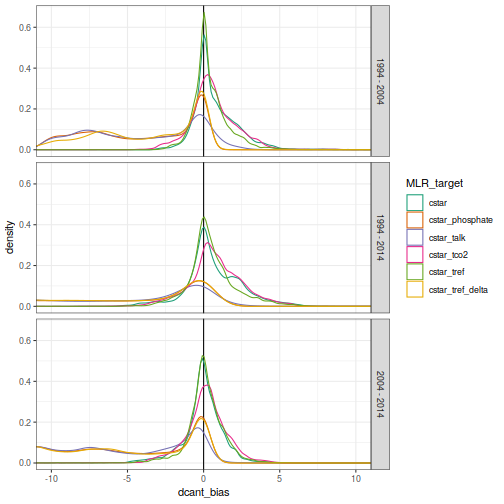 0.6
0.4
0.2
0.0
1994 - 2004
0.6
0.4
0.2
0.0
1994 - 2014
0.6
0.4
0.2
0.0
2004 - 2014
density
-10
-5
0
5
10
dcant_bias
MLR_target
cstar
cstar_phosphate
cstar_talk
cstar_tco2
cstar_tref
cstar_tref_delta